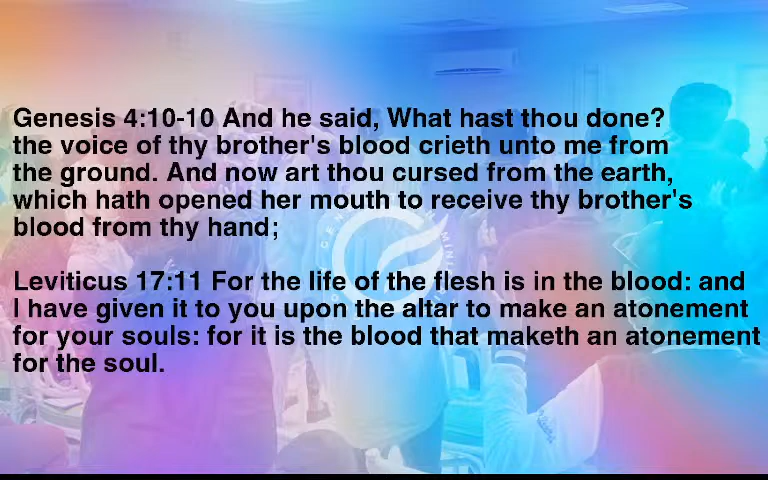 Genesis 4:10-10 And he said, What hast thou done?
the voice of thy brother's blood crieth unto me from
the ground. And now art thou cursed from the earth,
which hath opened her mouth to receive thy brother's
blood from thy hand;
Leviticus 17:11 For the life of the flesh is in the blood: and
I have given it to you upon the altar to make an atonement
for your souls: for it is the blood that maketh an atonement
for the soul.